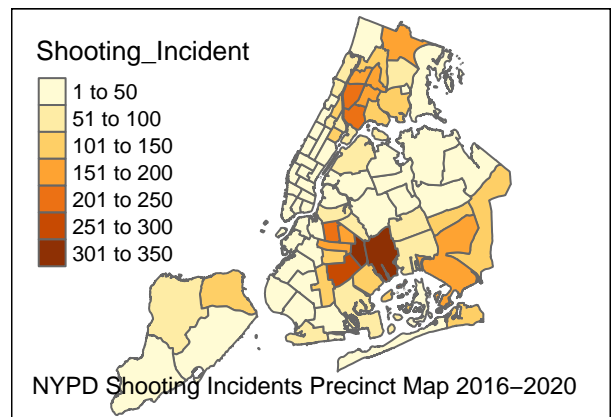 Shooting_Incident
1 to 50
51 to 100
101 to 150
151 to 200
201 to 250
251 to 300
301 to 350
NYPD Shooting Incidents Precinct Map 2016–2020